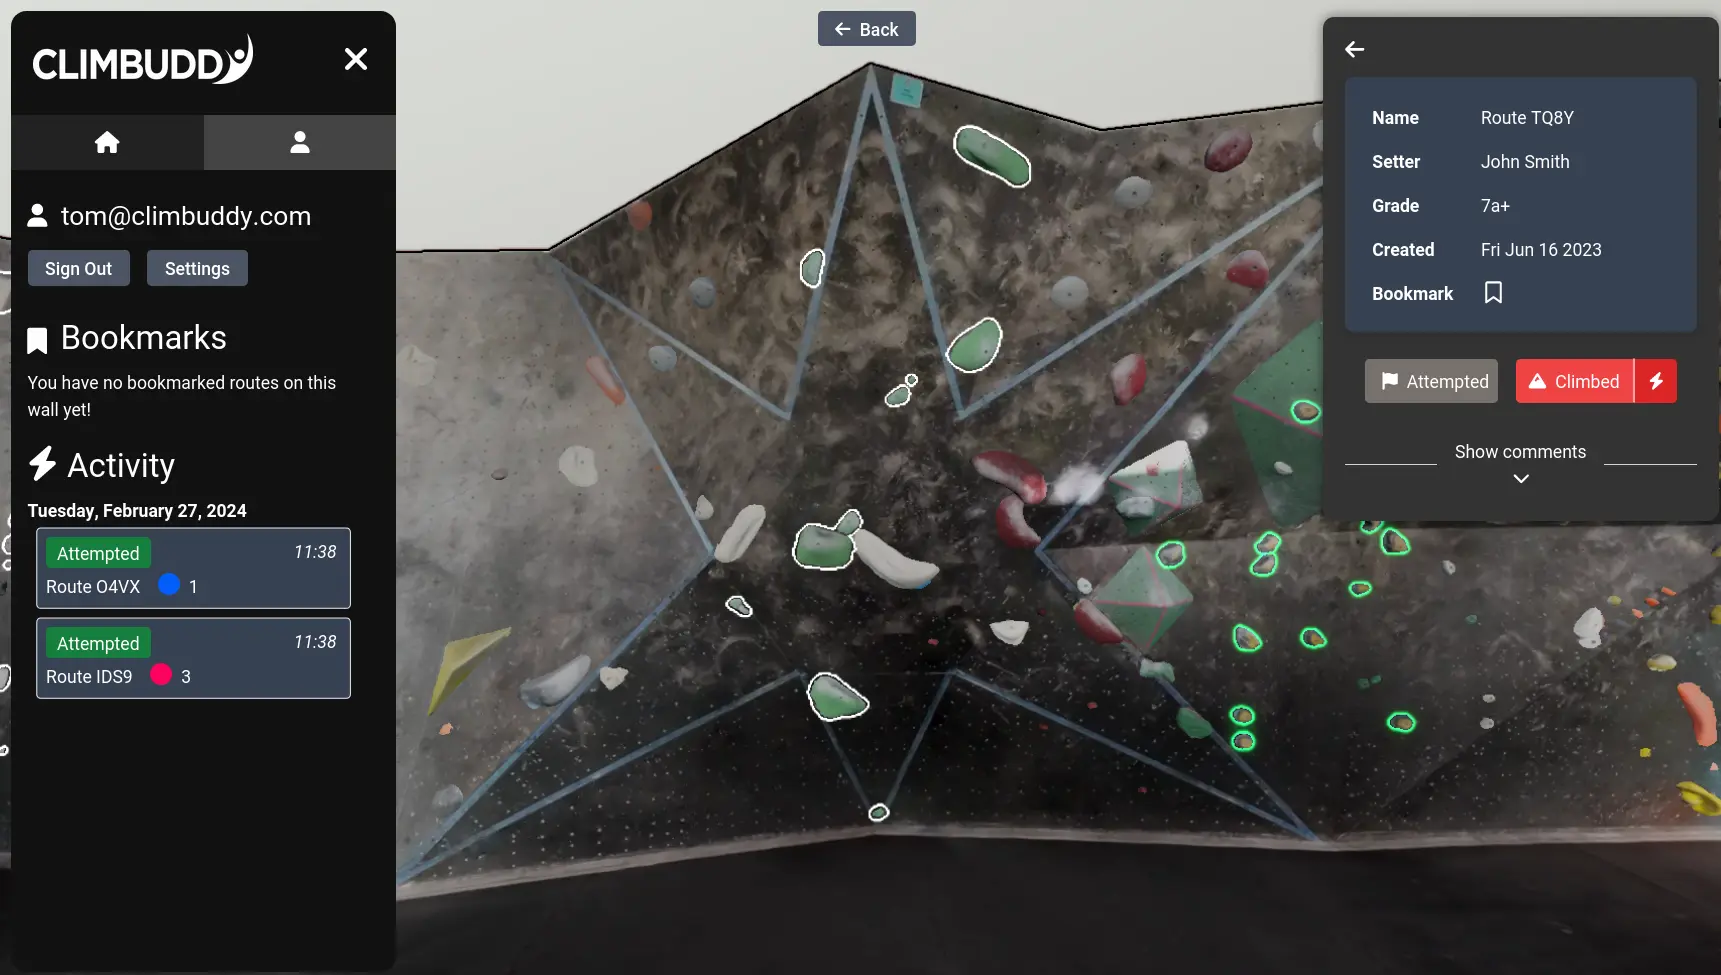 CLIMBUDDY
tom@climbuddy.com
Sign Out
Settings
Bookmarks
You have no bookmarked routes on this
wall yet!
Activity
Tuesday, February 27, 2024
Attempted 11:38
Route O4VX 1
Attempted 11:38
Route IDS9 3
Back
Name Route TQ8Y
Setter John Smith
Grade 7a+
Created Fri Jun 16 2023
Bookmark
Attempted
Climbed
Show comments